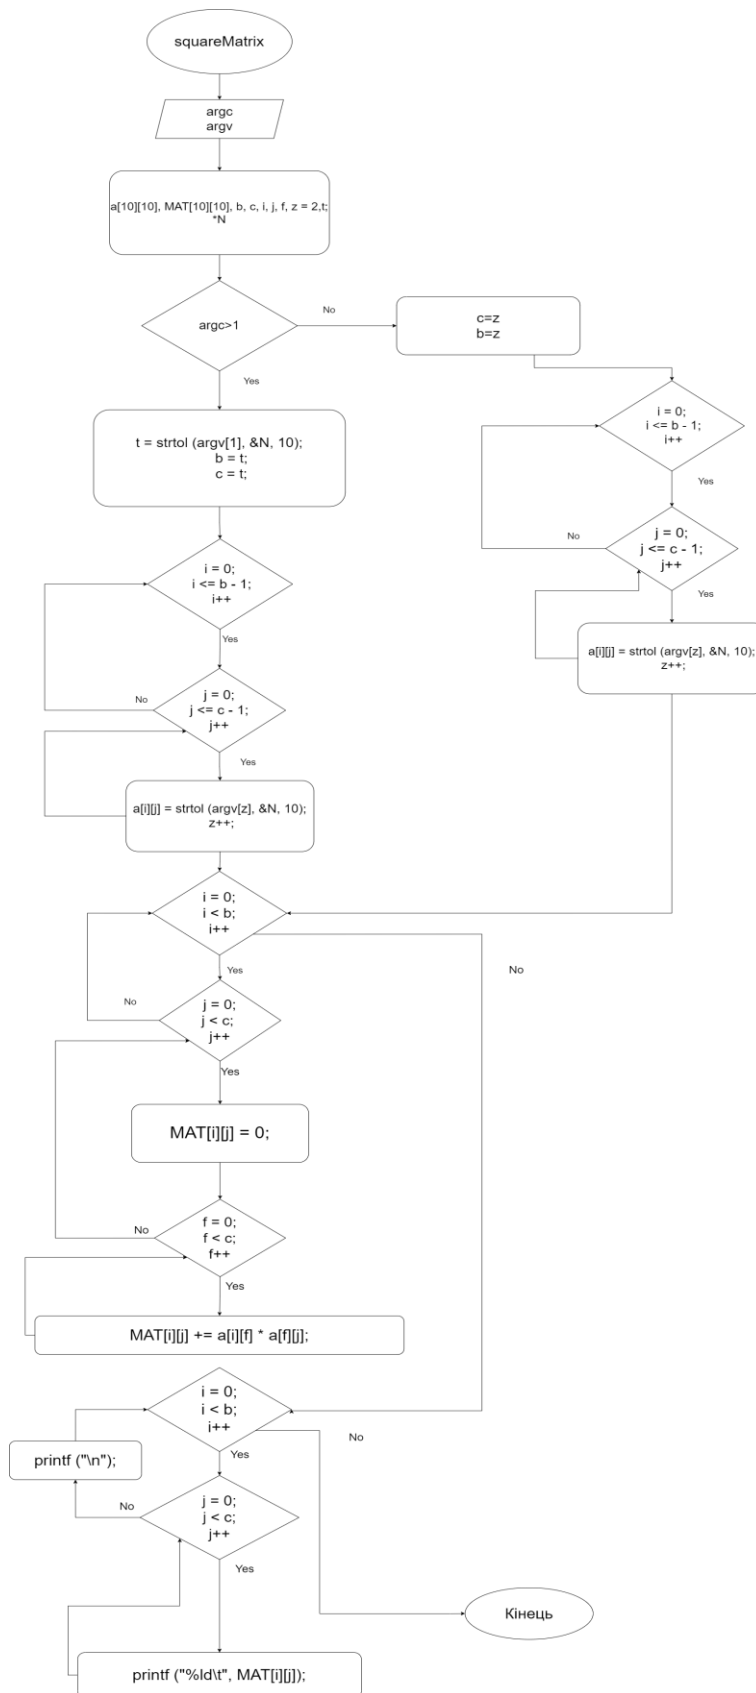 squareMatrix
argc
argv
a[10][10], MAT[10][10], b, c, i, j, f, z = 2,t;
*N
argc>1
No
c=z
b=z
Yes
t = strtol (argv[1], &N, 10);
b = t;
c = t;
i = 0;
i <= b - 1;
i++
Yes
j = 0;
j <= c - 1;
j++
No
Yes
a[i][j] = strtol (argv[z], &N, 10);
z++;
i = 0;
i <= b - 1;
i++
Yes
j = 0;
j <= c - 1;
j++
No
Yes
a[i][j] = strtol (argv[z], &N, 10);
z++;
i = 0;
i < b;
i++
No
Yes
j = 0;
j < c;
j++
No
Yes
MAT[i][j] = 0;
f = 0;
f < c;
f++
No
Yes
MAT[i][j] += a[i][f] * a[f][j];
i = 0;
i < b;
i++
No
Yes
printf ("\n");
j = 0;
j < c;
j++
No
Yes
Кінець
printf ("%ld\t", MAT[i][j]);